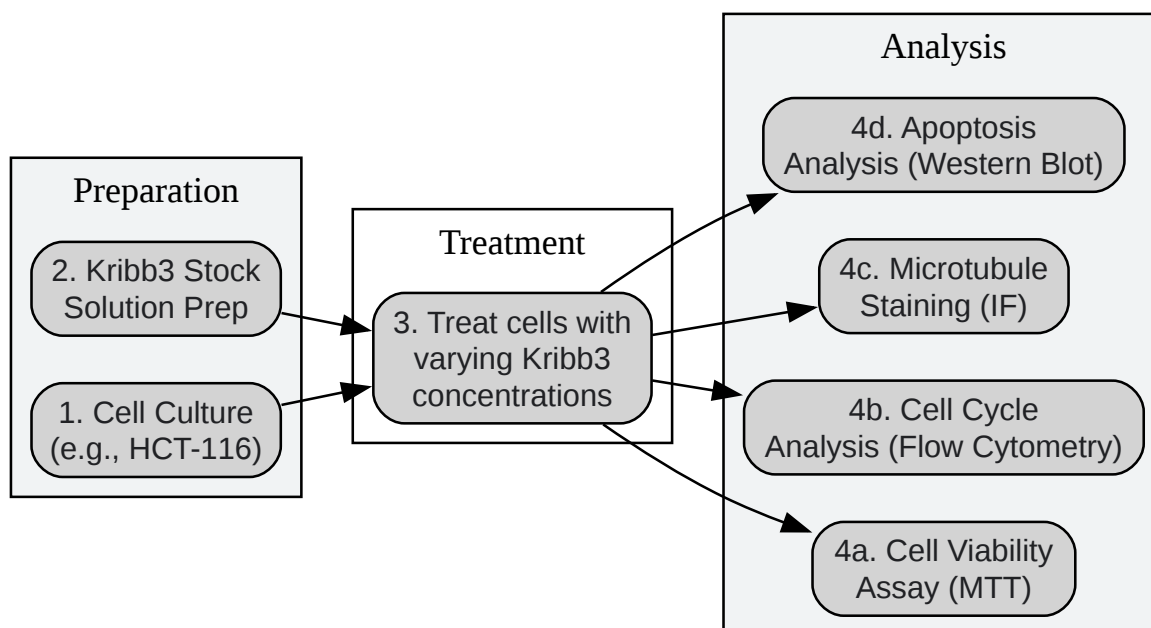 Preparation
2. Kribb3 Stock
Solution Prep
1. Cell Culture
(e.g., HCT-116)
Treatment
3. Treat cells with
varying Kribb3
concentrations
Analysis
4d. Apoptosis
Analysis (Western Blot)
4c. Microtubule
Staining (IF)
4b. Cell Cycle
Analysis (Flow Cytometry)
4a. Cell Viability
Assay (MTT)